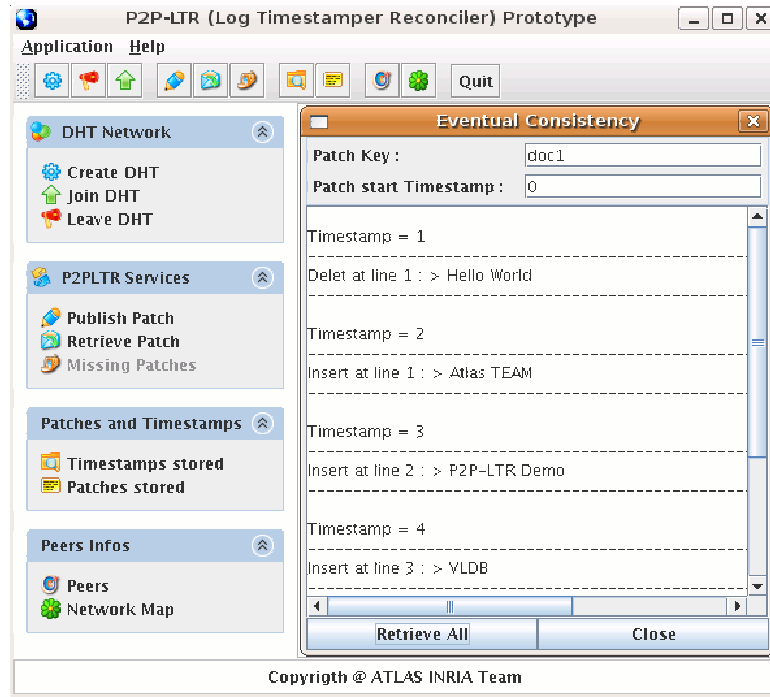 P2P-LTR (Log Timestamper Reconciler) Prototype
Application Help
Quit
DHT Network
Create DHT
Join DHT
Leave DHT
P2PLTR Services
Publish Patch
Retrieve Patch
Missing Patches
Patches and Timestamps
Timestamps stored
Patches stored
Peers Infos
Peers
Network Map
Eventual Consistency
Patch Key : doc1
Patch start Timestamp : 0
Timestamp = 1
Delet at line 1 : > Hello World
Timestamp = 2
Insert at line 1 : > Atlas TEAM
Timestamp = 3
Insert at line 2 : > P2P-LTR Demo
Timestamp = 4
Insert at line 3 : > VLDB
Retrieve All Close
Copyrigth @ ATLAS INRIA Team